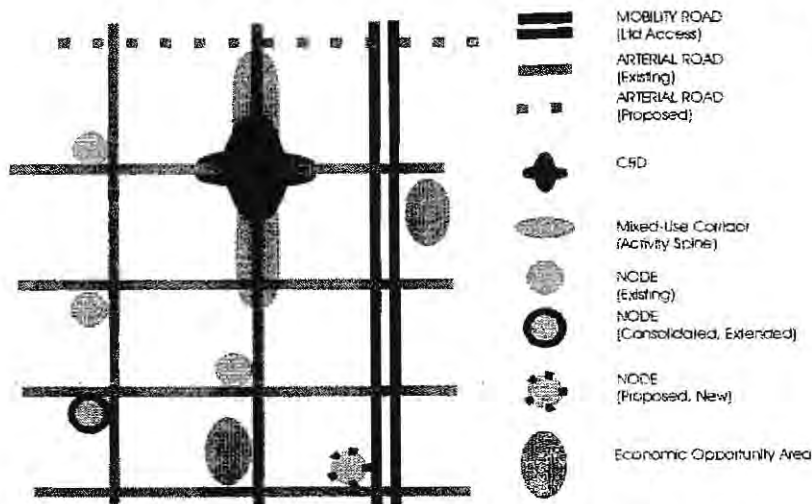 MOBILITY ROAD
(Ltd Access)
ARTERIAL ROAD
(Existing)
ARTERIAL ROAD
(Proposed)
CBD
Mixed-Use Corridor
(Activity Spine)
NODE
(Existing)
NODE
(Consolidated, Extended)
NODE
(Proposed, New)
Economic Opportunity Area